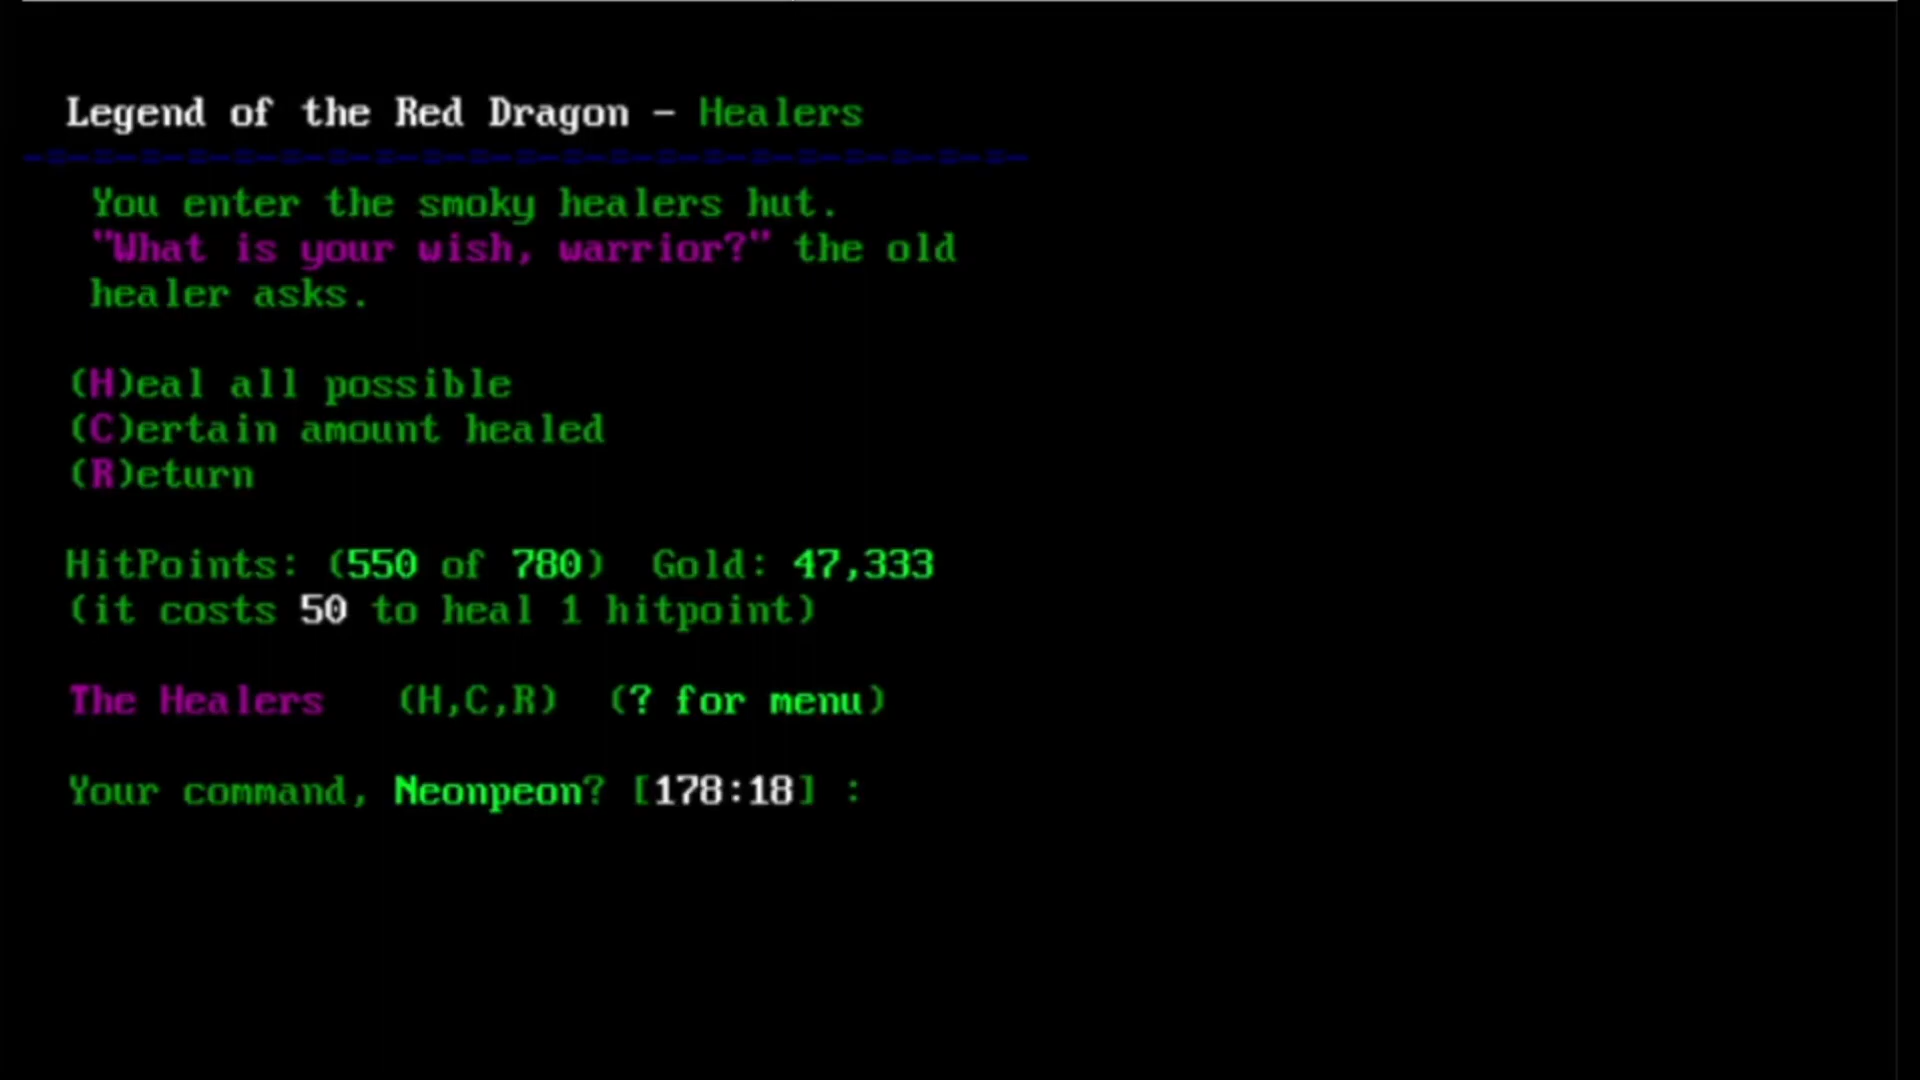 Legend of the Red Dragon - Healers
-=-=-=-=-=-=-=-=-=-=-=-=-=-=-=-=-=-=-=-=-=-
You enter the smoky healers hut.
"What is your wish, warrior?" the old
healer asks.
(H)eal all possible
(C)ertain amount healed
(R)eturn
HitPoints: (550 of 780)  Gold: 47,333
(it costs 50 to heal 1 hitpoint)
The Healers   (H,C,R)  (? for menu)
Your command, Neonpeon? [178:18] :